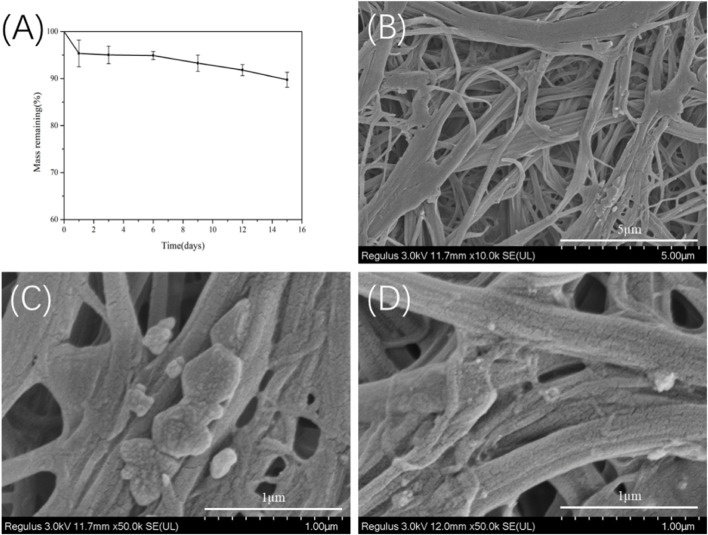 (A)
100
90
80
70
60
Mass remaining(%)
0 2 4 6 8 10 12 14 16
Time(days)
(B)
5μm
Regulus 3.0kV 11.7mm x10.0k SE(UL) 5.00μm
(C)
1μm
Regulus 3.0kV 11.7mm x50.0k SE(UL) 1.00μm
(D)
1μm
Regulus 3.0kV 12.0mm x50.0k SE(UL) 1.00μm